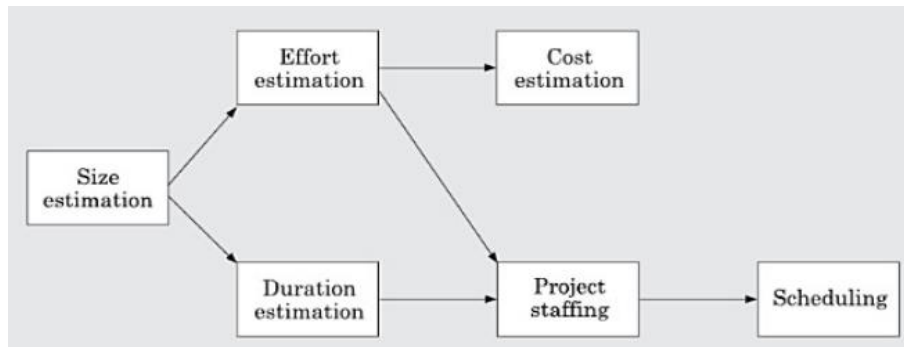 Effort
estimation
Cost
estimation
Size
estimation
Duration
estimation
Project
staffing
Scheduling